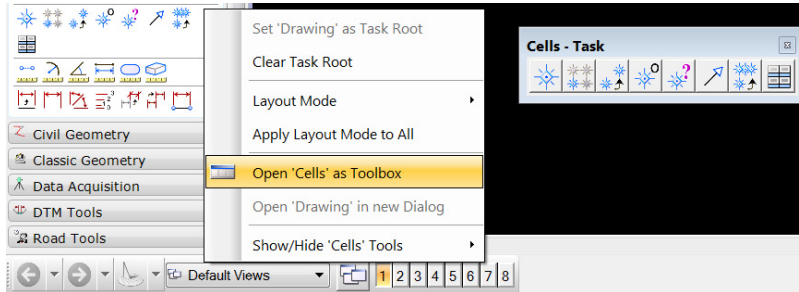 Set 'Drawing' as Task Root
Clear Task Root
Layout Mode
Apply Layout Mode to All
Open 'Cells' as Toolbox
Open 'Drawing' in new Dialog
Show/Hide 'Cells' Tools
Cells - Task
Civil Geometry
Classic Geometry
Data Acquisition
DTM Tools
Road Tools
Default Views
1 2 3 4 5 6 7 8